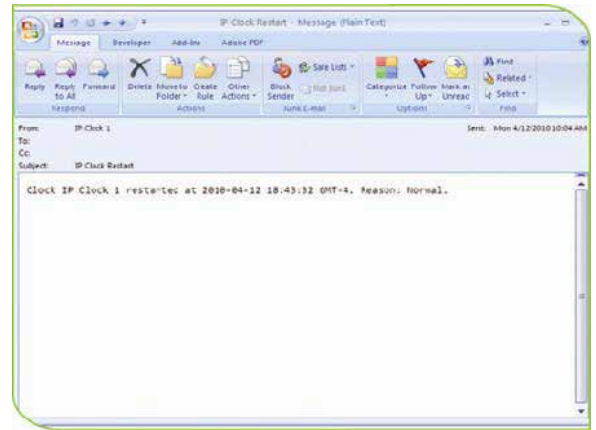 IP Clock Restart - Message (Plain Text)
Message Developer Add-Ins Adobe PDF
Reply Reply to All Forward Delete Move to Folder Create Rule Other Actions Block Sender Safe Lists Not Junk Categorize Follow Up Mark as Unread Find Related Select
Respond Actions Junk E-mail Options Find
From: IP Clock 1 Sent: Mon 4/12/2010 10:04 AM
To:
Cc:
Subject: IP Clock Restart
Clock IP Clock 1 restarted at 2010-04-12 18:43:32 GMT-4. Reason: Normal.